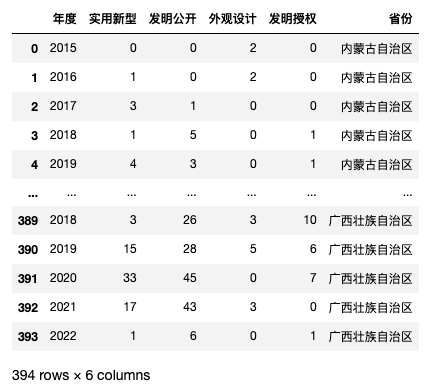 年度 实用新型 发明公开 外观设计 发明授权 省份
0 2015 0 0 2 0 内蒙古自治区
1 2016 1 0 2 0 内蒙古自治区
2 2017 3 1 0 0 内蒙古自治区
3 2018 1 5 0 1 内蒙古自治区
4 2019 4 3 0 1 内蒙古自治区
... ... ... ... ... ... ...
389 2018 3 26 3 10 广西壮族自治区
390 2019 15 28 5 6 广西壮族自治区
391 2020 33 45 0 7 广西壮族自治区
392 2021 17 43 3 0 广西壮族自治区
393 2022 1 6 0 1 广西壮族自治区
394 rows × 6 columns